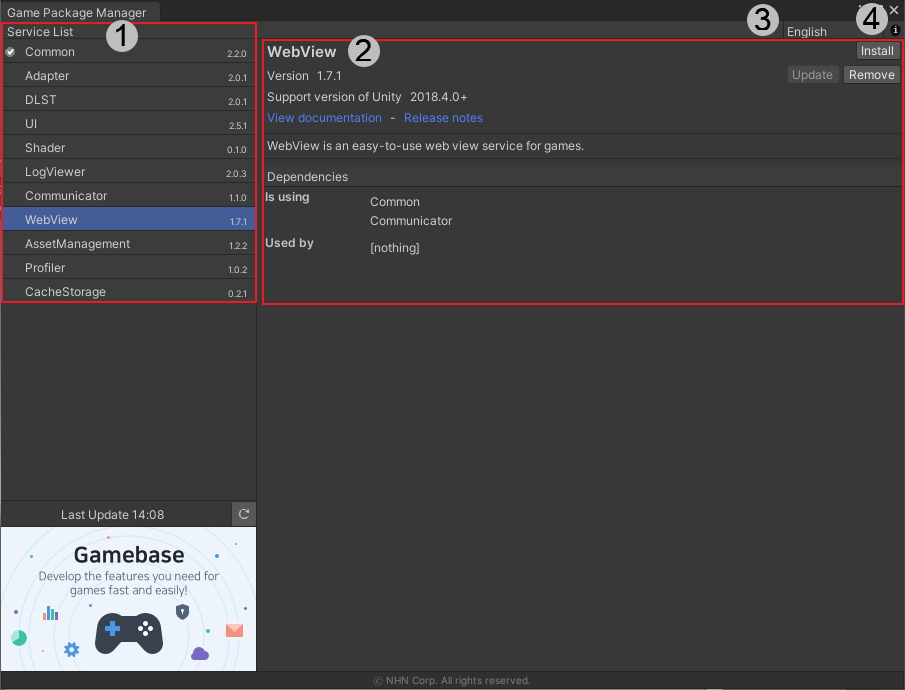 Game Package Manager
Service List
1
Common 2.2.0
Adapter 2.0.1
DLST 2.0.1
UI 2.5.1
Shader 0.1.0
LogViewer 2.0.3
Communicator 1.1.0
WebView 1.7.1
AssetManagement 1.2.2
Profiler 1.0.2
CacheStorage 0.2.1
Last Update 14:08
Gamebase
Develop the features you need for
games fast and easily!
3
English
4
WebView
2
Install
Version 1.7.1
Update Remove
Support version of Unity 2018.4.0+
View documentation - Release notes
WebView is an easy-to-use web view service for games.
Dependencies
Is using
Common
Communicator
Used by
[nothing]
© NHN Corp. All rights reserved.